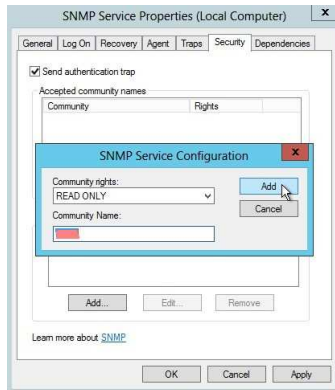 SNMP Service Properties (Local Computer)
x
General Log On Recovery Agent Traps Security Dependencies
Send authentication trap
Accepted community names
Community Rights
SNMP Service Configuration
x
Community rights:
READ ONLY
Add
Cancel
Community Name:
Add... Edit... Remove
Learn more about SNMP
OK Cancel Apply